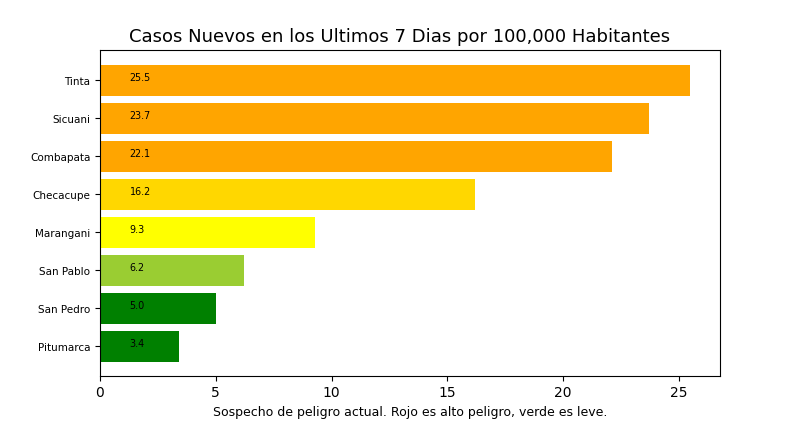 Casos Nuevos en los Ultimos 7 Dias por 100,000 Habitantes
Tinta 25.5
Sicuani 23.7
Combapata 22.1
Checacupe 16.2
Marangani 9.3
San Pablo 6.2
San Pedro 5.0
Pitumarca 3.4
0 5 10 15 20 25
Sospecho de peligro actual. Rojo es alto peligro, verde es leve.